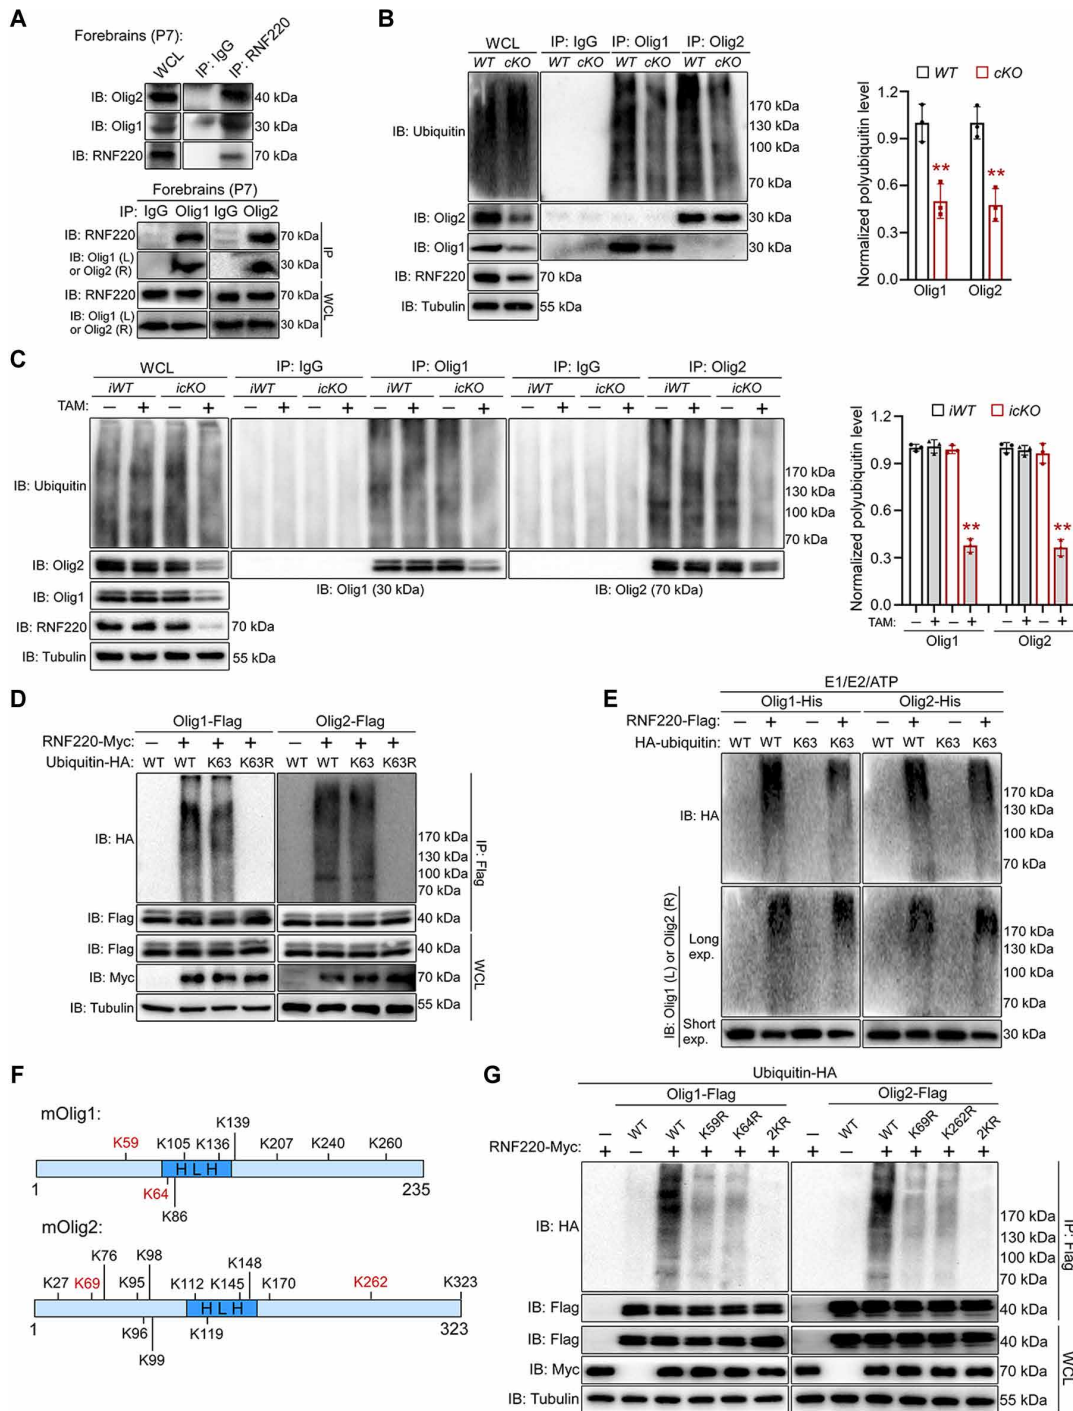 A
Forebrains (P7):
WCL
IP: IgG
IP: RNF220
IB: Olig2
40 kDa
IB: Olig1
30 kDa
IB: RNF220
70 kDa
Forebrains (P7)
IP: IgG Olig1 IgG Olig2
IB: RNF220
70 kDa
IB: Olig1 (L)
or Olig2 (R)
30 kDa
IP
IB: RNF220
70 kDa
IB: Olig1 (L)
or Olig2 (R)
30 kDa
WCL
B
WCL IP: IgG IP: Olig1 IP: Olig2
WT cKO WT cKO WT cKO WT cKO
IB: Ubiquitin
170 kDa
130 kDa
100 kDa
70 kDa
IB: Olig2
30 kDa
IB: Olig1
30 kDa
IB: RNF220
70 kDa
IB: Tubulin
55 kDa
WT cKO
Normalized polyubiquitin level
1.2
0.9
0.6
0.3
0.0
** **
Olig1 Olig2
C
WCL IP: IgG IP: Olig1 IP: IgG IP: Olig2
iWT icKO iWT icKO iWT icKO iWT icKO iWT icKO
TAM: – + – + – + – + – + – + – + – + – + – +
IB: Ubiquitin
170 kDa
130 kDa
100 kDa
70 kDa
IB: Olig2
IB: Olig1 (30 kDa)
IB: Olig2 (70 kDa)
IB: Olig1
IB: RNF220
70 kDa
IB: Tubulin
55 kDa
iWT icKO
Normalized polyubiquitin level
1.2
0.9
0.6
0.3
0.0
** **
TAM: – + – + – + – +
Olig1 Olig2
D
Olig1-Flag Olig2-Flag
RNF220-Myc: – + + + – + + +
Ubiquitin-HA: WT WT K63 K63R WT WT K63 K63R
IB: HA
170 kDa
130 kDa
100 kDa
70 kDa
IB: Flag
40 kDa
IP: Flag
IB: Flag
40 kDa
IB: Myc
70 kDa
IB: Tubulin
55 kDa
WCL
E
E1/E2/ATP
Olig1-His Olig2-His
RNF220-Flag: – + – + – + – +
HA-ubiquitin: WT WT K63 K63 WT WT K63 K63
IB: HA
170 kDa
130 kDa
100 kDa
70 kDa
IB: Olig1 (L) or Olig2 (R)
Long
exp.
170 kDa
130 kDa
100 kDa
70 kDa
Short
exp.
30 kDa
F
mOlig1:
K139
K59 K105 K136 K207 K240 K260
H L H
1 K64 235
K86
mOlig2:
K76 K98 K148
K27 K69 K95 K112 K145 K170 K262 K323
H L H
1 K96 K119 323
K99
G
Ubiquitin-HA
Olig1-Flag Olig2-Flag
– WT WT K59R K64R 2KR – WT WT K69R K262R 2KR
RNF220-Myc: + – + + + + + – + + + +
IB: HA
170 kDa
130 kDa
100 kDa
70 kDa
IB: Flag
40 kDa
IP: Flag
IB: Flag
40 kDa
IB: Myc
70 kDa
IB: Tubulin
55 kDa
WCL